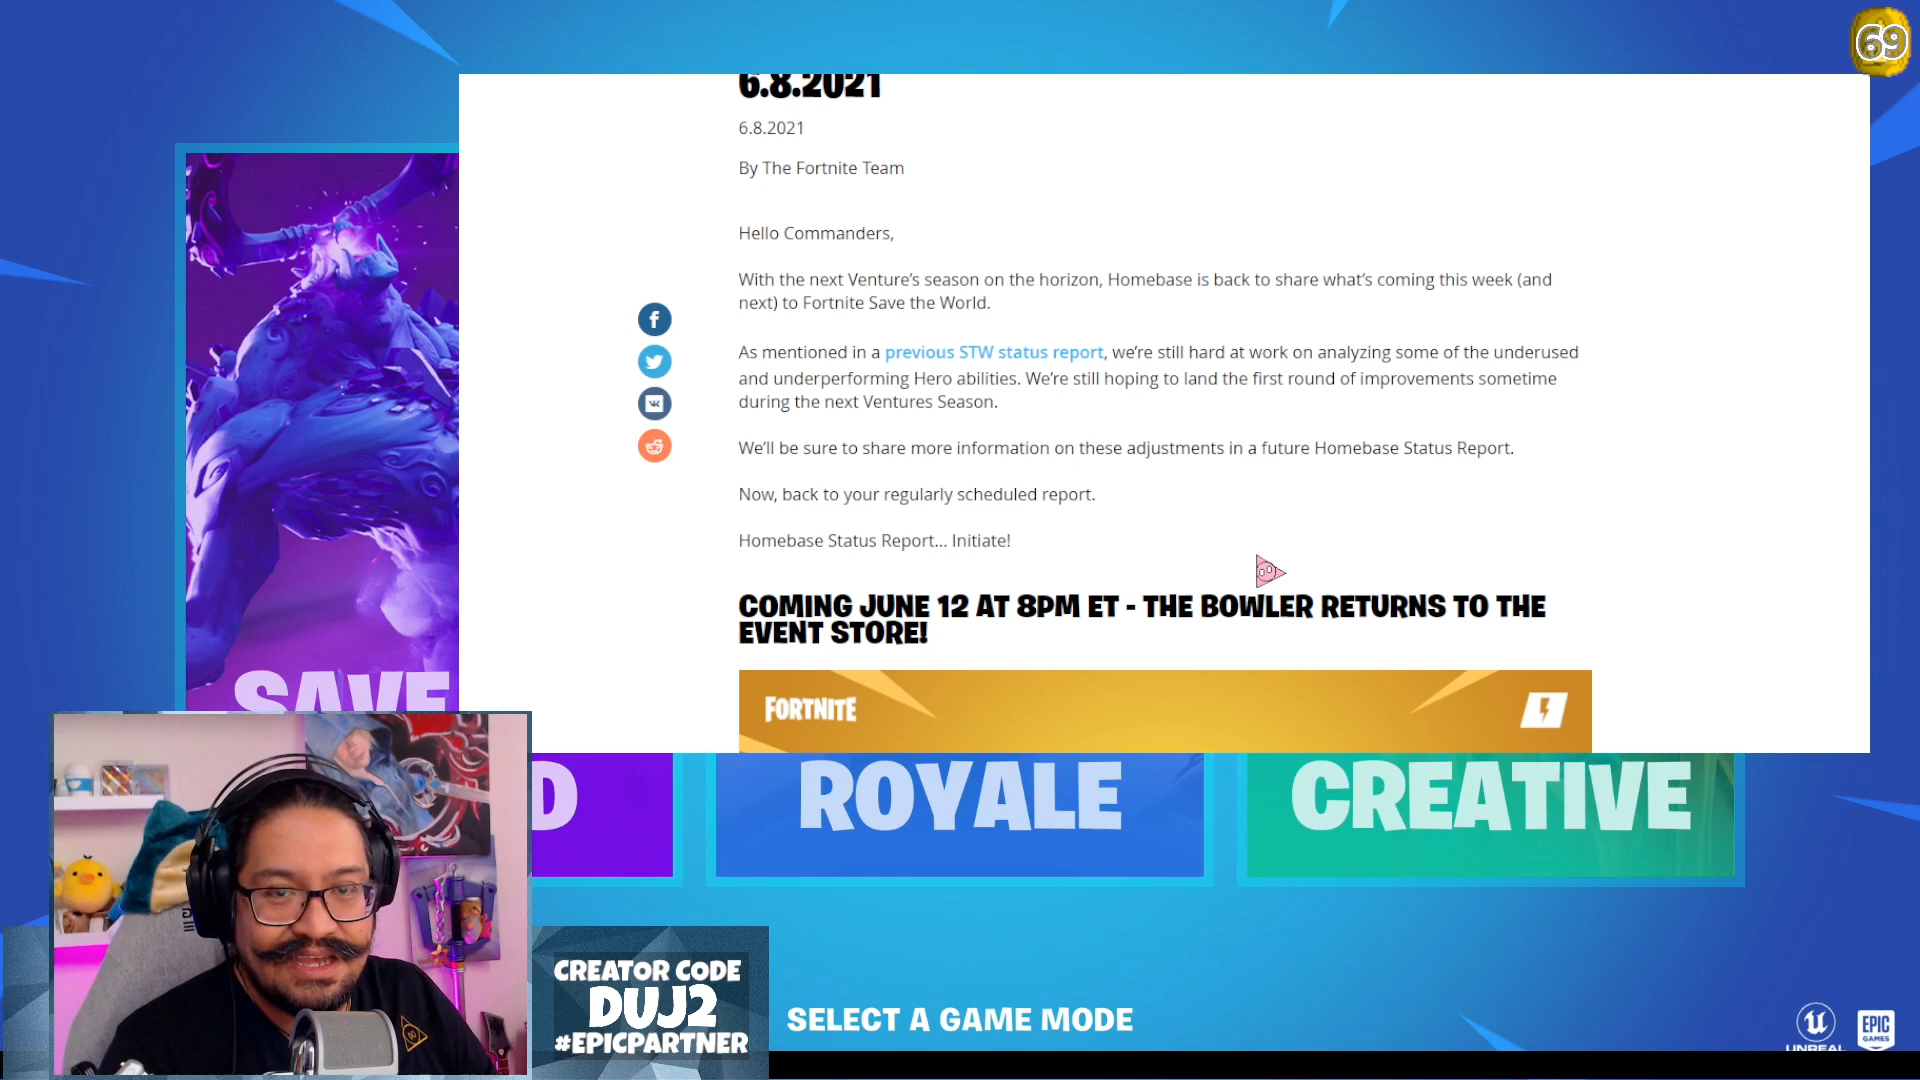 69
6.8.2021
6.8.2021
By The Fortnite Team
Hello Commanders,
With the next Venture's season on the horizon, Homebase is back to share what's coming this week (and
next) to Fortnite Save the World.
As mentioned in a previous STW status report, we're still hard at work on analyzing some of the underused
and underperforming Hero abilities. We're still hoping to land the first round of improvements sometime
during the next Ventures Season.
We'll be sure to share more information on these adjustments in a future Homebase Status Report.
Now, back to your regularly scheduled report.
Homebase Status Report... Initiate!
COMING JUNE 12 AT 8PM ET - THE BOWLER RETURNS TO THE
EVENT STORE!
FORTNITE
SAVE
D
ROYALE
CREATIVE
CREATOR CODE
DUJ2
#EPICPARTNER
SELECT A GAME MODE
UNREAL
EPIC
GAMES